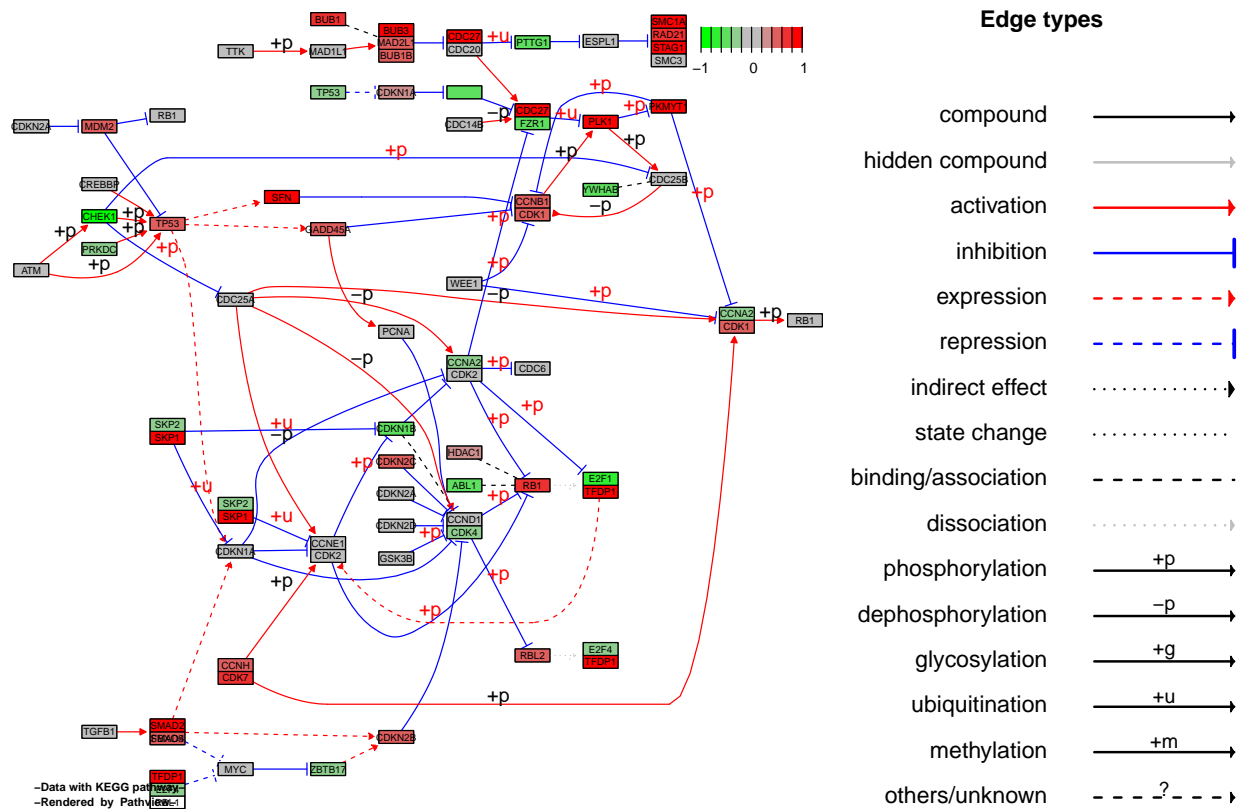 Edge types
BUB1
BUB3
MAD2L1
BUB1B
TTK
+p
MAD1L1
CDC27
CDC20
+u
PTTG1
ESPL1
SMC1A
RAD21
STAG1
SMC3
−1
0
1
TP53
CDKN1A
CDC27
FZR1
−p
CDC14B
+u
PLK1
+p
+p
PKMYT1
CDKN2A
MDM2
RB1
+p
+p
+p
CDC25B
YWHAB
−p
+p
CREBBP
CHEK1
+p
+p
TP53
+p
PRKDC
+p
+p
ATM
SFN
GADD45A
CCNB1
CDK1
+p
+p
WEE1
+p
−p
CDC25A
−p
PCNA
−p
CCNA2
CDK1
+p
RB1
CCNA2
CDK2
+p
CDC6
+p
+p
SKP2
SKP1
+u
−p
CDKN1B
+u
+p
CDKN2C
HDAC1
CDKN2A
ABL1
RB1
+p
E2F1
TFDP1
SKP2
SKP1
+u
CDKN2D
CCND1
CDK4
+p
CDKN1A
CCNE1
CDK2
GSK3B
+p
+p
+p
CCNH
CDK7
RBL2
E2F4
TFDP1
+p
TGFB1
SMAD2
CDKN2B
MYC
ZBTB17
TFDP1
−Data with KEGG pathway−
−Rendered by Pathview−
compound
hidden compound
activation
inhibition
expression
repression
indirect effect
state change
binding/association
dissociation
phosphorylation
+p
dephosphorylation
−p
glycosylation
+g
ubiquitination
+u
methylation
+m
others/unknown
?